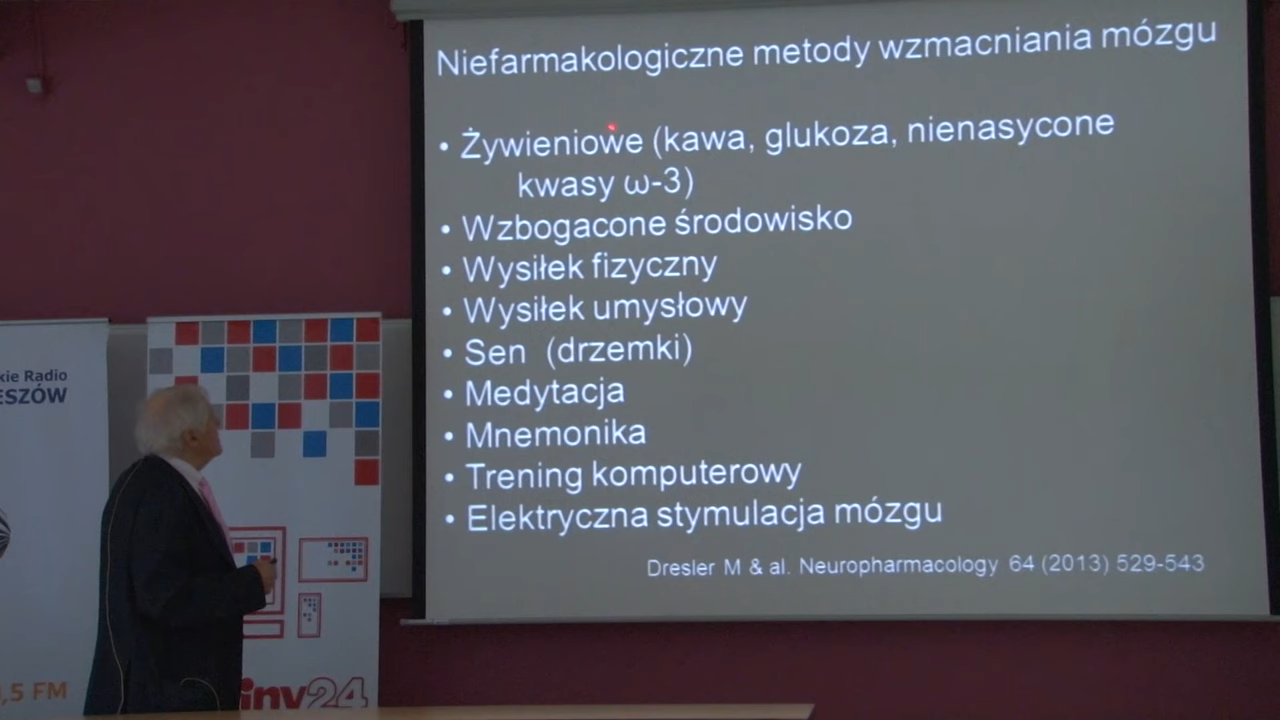 Niefarmakologiczne metody wzmacniania mózgu
• Żywieniowe (kawa, glukoza, nienasycone
kwasy ω-3)
• Wzbogacone środowisko
• Wysiłek fizyczny
• Wysiłek umysłowy
• Sen (drzemki)
• Medytacja
• Mnemonika
• Trening komputerowy
• Elektryczna stymulacja mózgu
Dresler M & al. Neuropharmacology 64 (2013) 529-543
kie Radio
ESZÓW
,5 FM
inv24